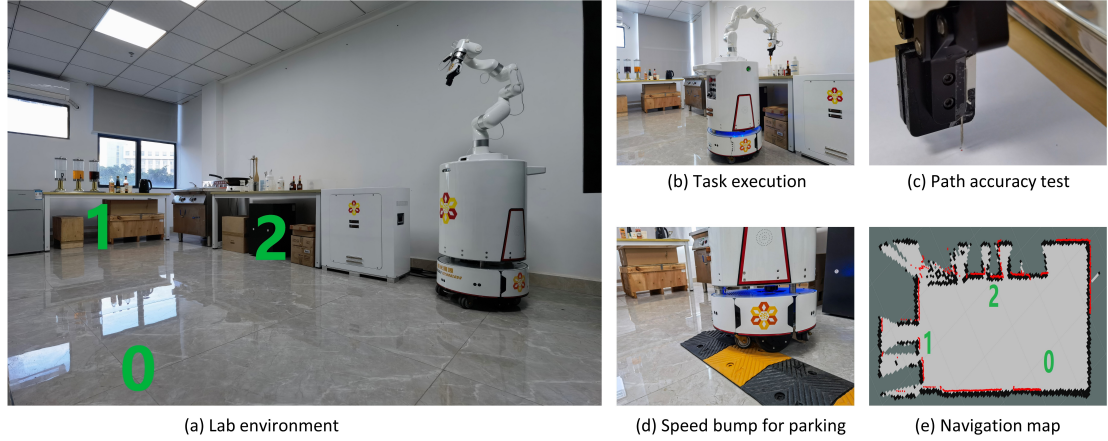 1
2
0
(a) Lab environment
(b) Task execution
(c) Path accuracy test
(d) Speed bump for parking
2
1
0
(e) Navigation map